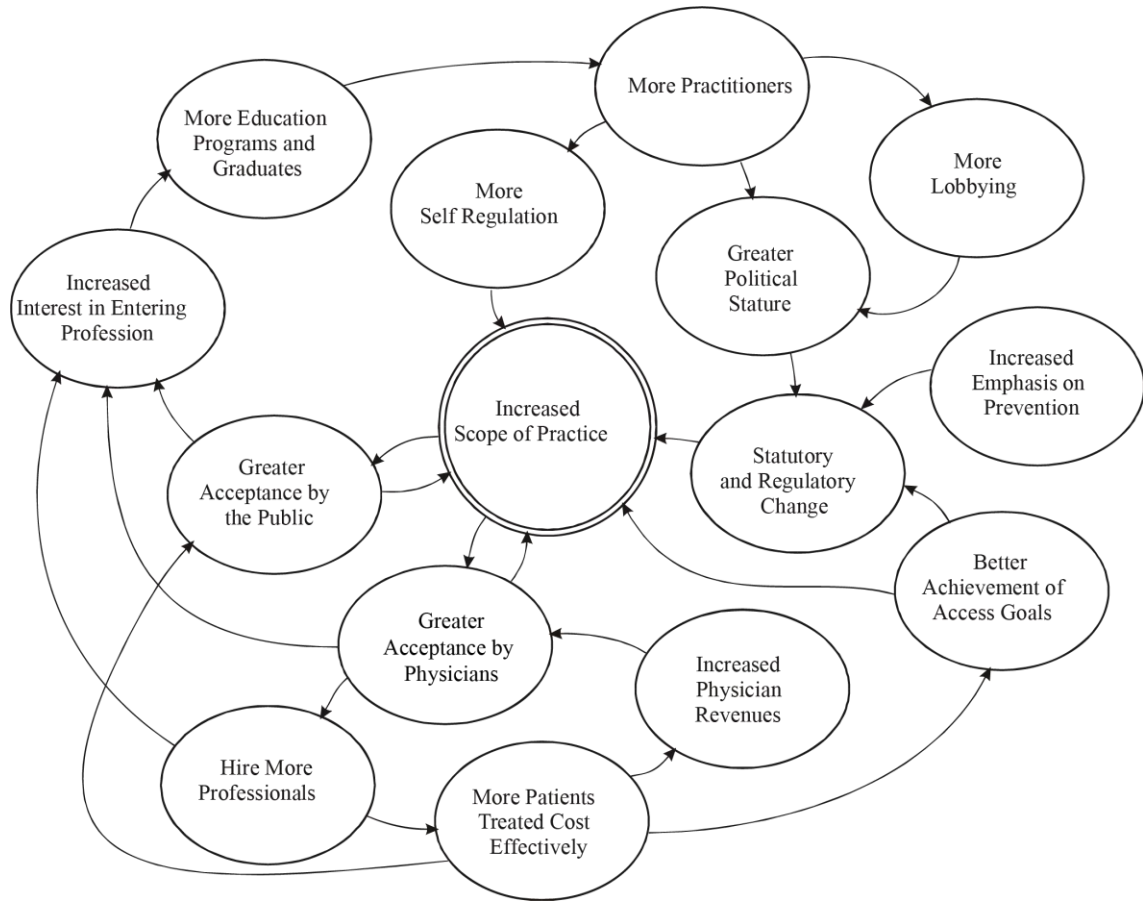 More Practitioners
More Education
Programs and
Graduates
More
Lobbying
More
Self Regulation
Greater
Political
Stature
Increased
Interest in Entering
Profession
Increased
Emphasis on
Prevention
Increased
Scope of Practice
Statutory
and Regulatory
Change
Greater
Acceptance by
the Public
Better
Achievement of
Access Goals
Greater
Acceptance by
Physicians
Increased
Physician
Revenues
Hire More
Professionals
More Patients
Treated Cost
Effectively